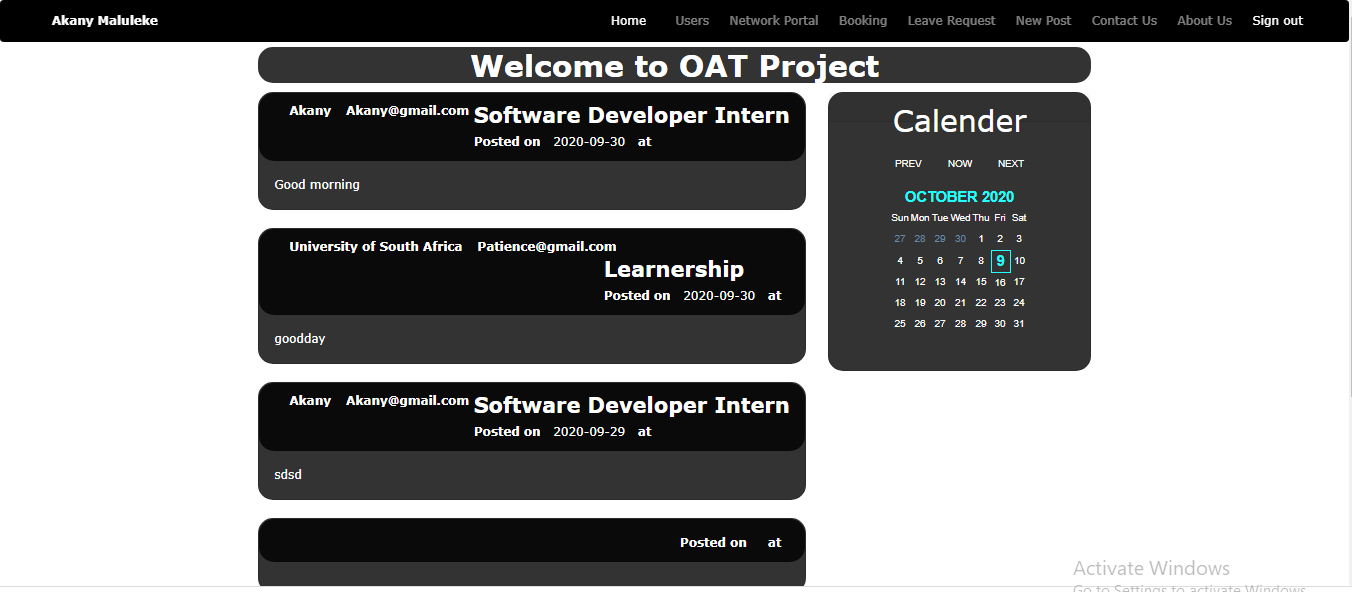 Akany Maluleke Home Users Network Portal Booking Leave Request New Post Contact Us About Us Sign out
Welcome to OAT Project
Akany Akany@gmail.com Software Developer Intern
Posted on 2020-09-30 at
Good morning
University of South Africa Patience@gmail.com
Learnership
Posted on 2020-09-30 at
goodday
Akany Akany@gmail.com Software Developer Intern
Posted on 2020-09-29 at
sdsd
Posted on at
Calender
PREV NOW NEXT
OCTOBER 2020
Sun Mon Tue Wed Thu Fri Sat
27 28 29 30 1 2 3
4 5 6 7 8 9 10
11 12 13 14 15 16 17
18 19 20 21 22 23 24
25 26 27 28 29 30 31
Activate Windows
Go to Settings to activate Windows.